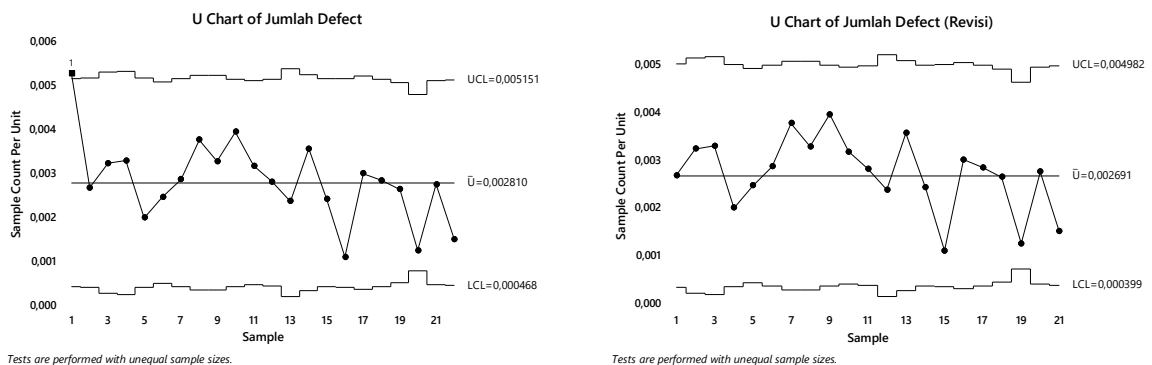 U Chart of Jumlah Defect
0,006
0,005
0,004
0,003
0,002
0,001
0,000
Sample Count Per Unit
1
UCL=0,005151
U̅=0,002810
LCL=0,000468
1 3 5 7 9 11 13 15 17 19 21
Sample
Tests are performed with unequal sample sizes.
U Chart of Jumlah Defect (Revisi)
0,005
0,004
0,003
0,002
0,001
0,000
Sample Count Per Unit
UCL=0,004982
U̅=0,002691
LCL=0,000399
1 3 5 7 9 11 13 15 17 19 21
Sample
Tests are performed with unequal sample sizes.